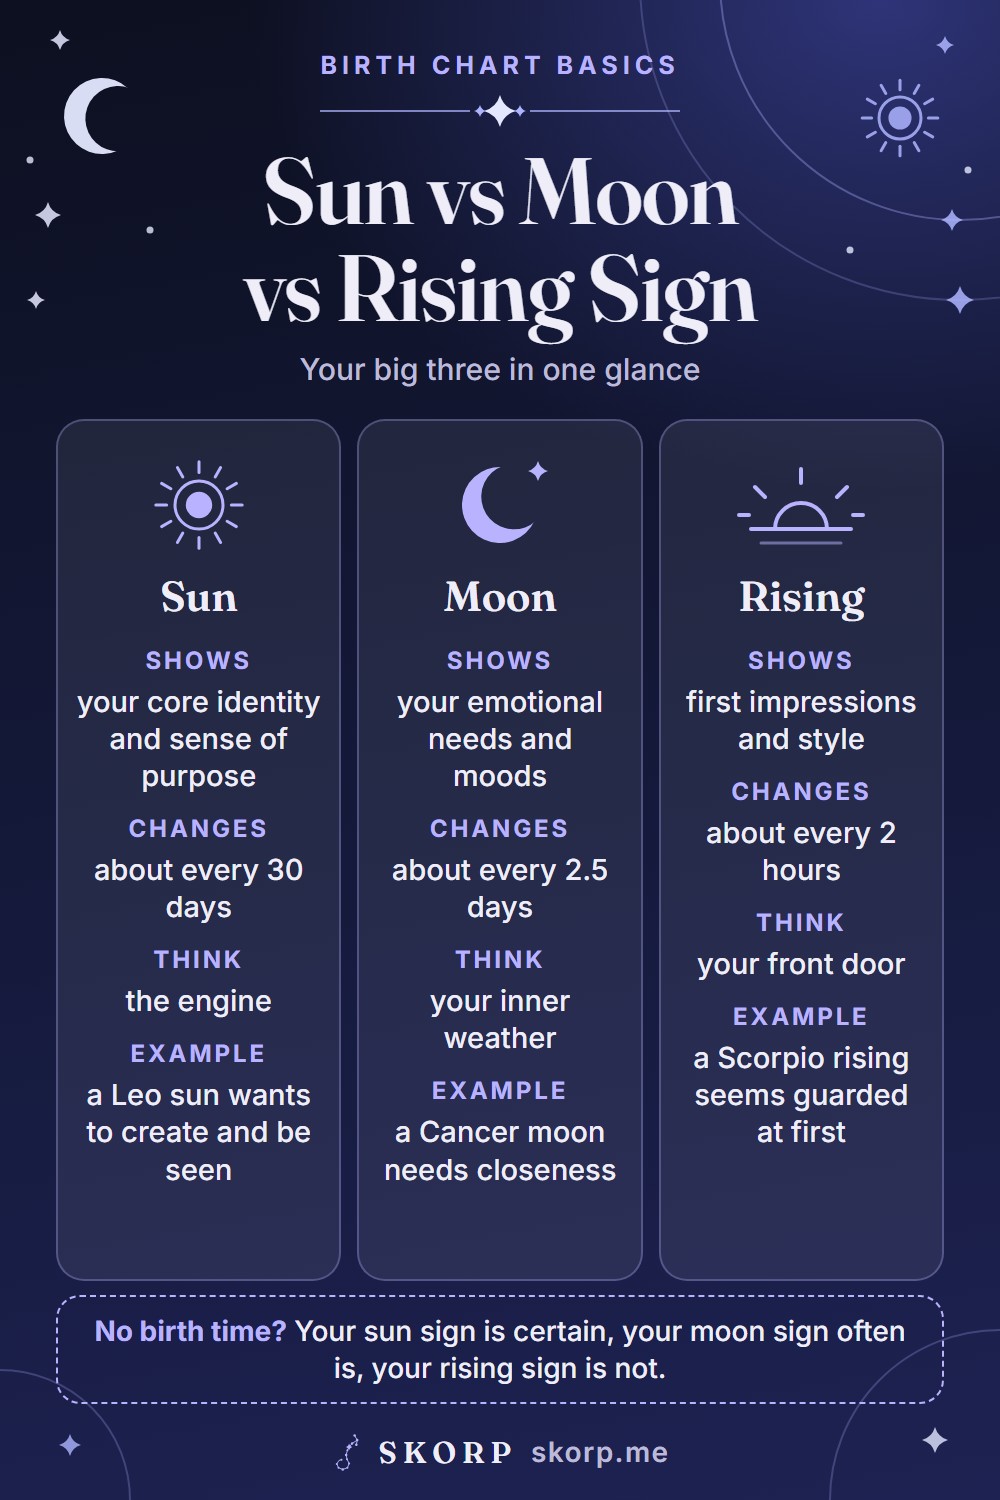 BIRTH CHART BASICS
Sun vs Moon
vs Rising Sign
Your big three in one glance
Sun
SHOWS
your core identity
and sense of
purpose
CHANGES
about every 30
days
THINK
the engine
EXAMPLE
a Leo sun wants
to create and be
seen
Moon
SHOWS
your emotional
needs and
moods
CHANGES
about every 2.5
days
THINK
your inner
weather
EXAMPLE
a Cancer moon
needs closeness
Rising
SHOWS
first impressions
and style
CHANGES
about every 2
hours
THINK
your front door
EXAMPLE
a Scorpio rising
seems guarded
at first
No birth time? Your sun sign is certain, your moon sign often
is, your rising sign is not.
SKORP skorp.me